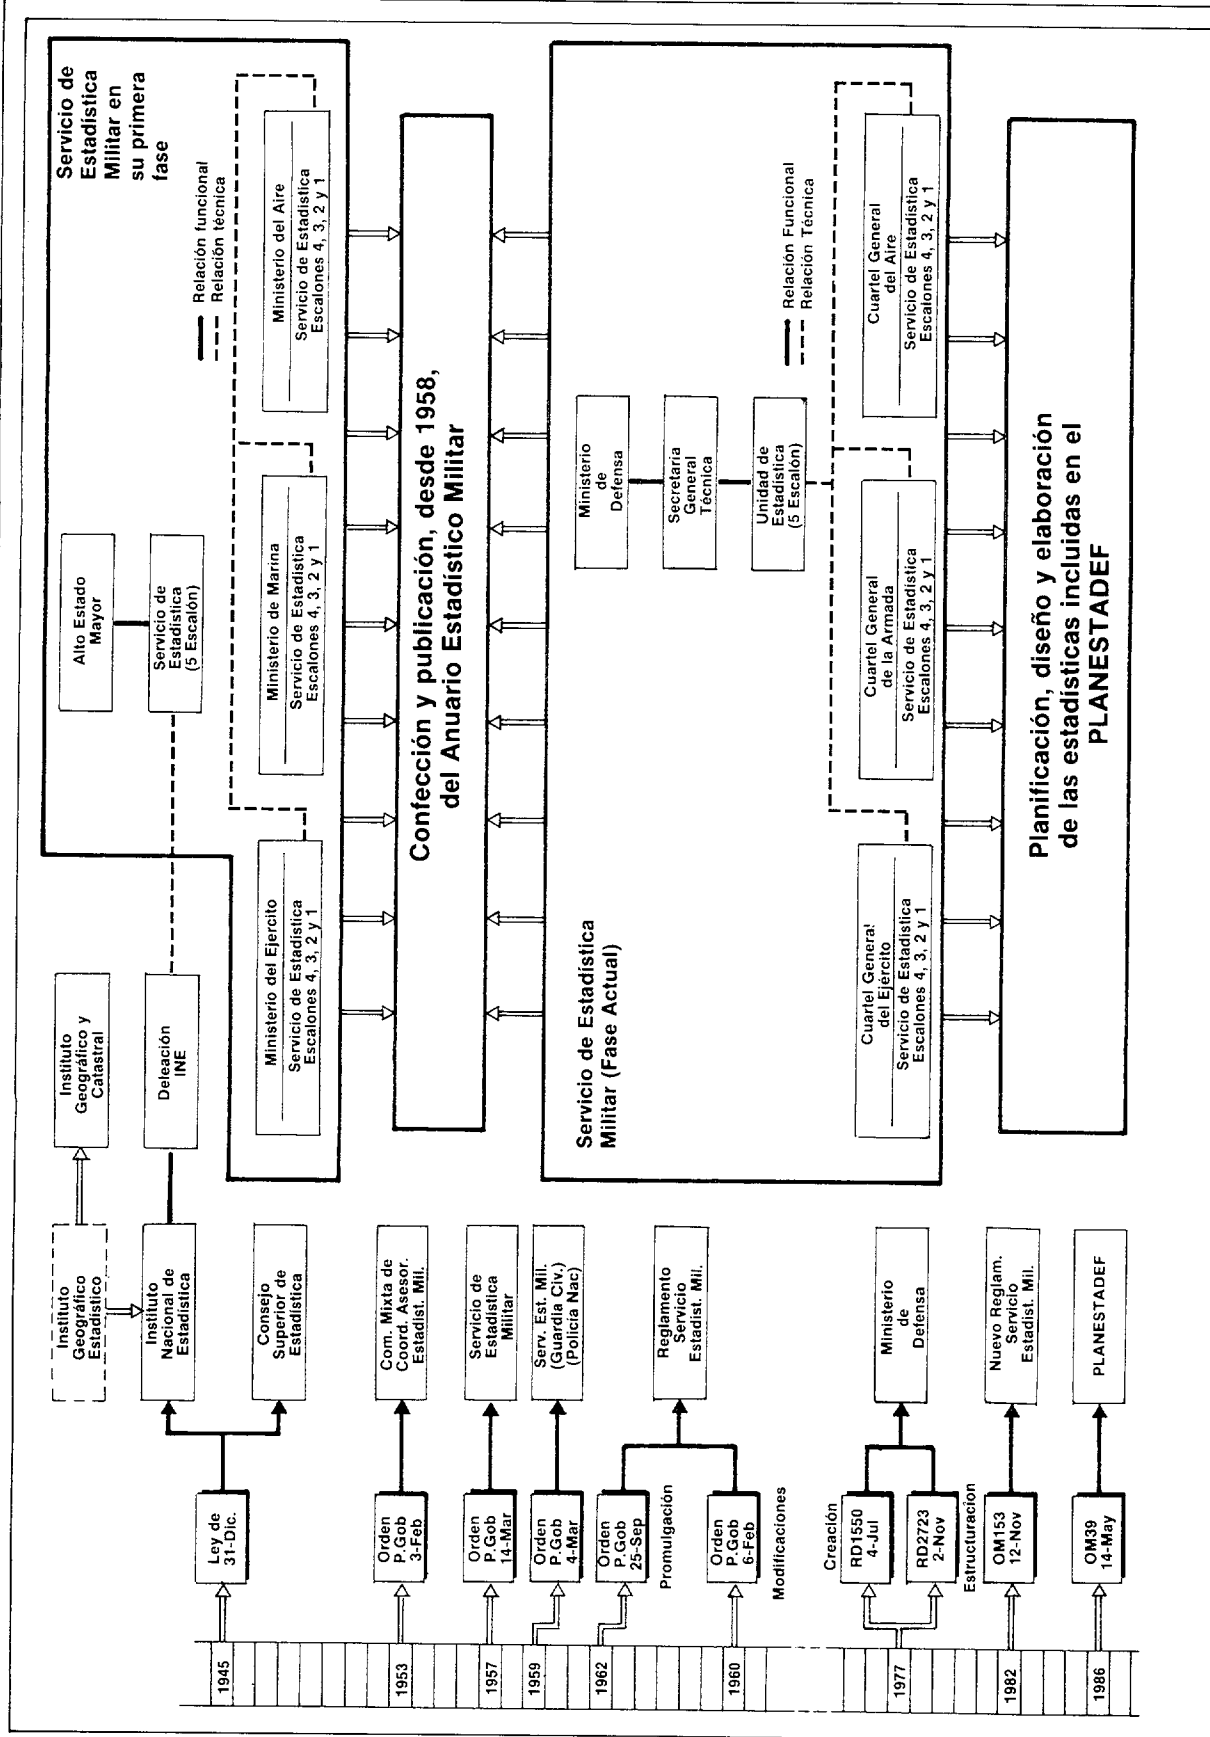 1945
1953
1957
1959
1962
1960
1977
1982
1986
Ley de
31-Dic.
Orden
P.Gob
3-Feb
Orden
P.Gob
14-Mar
Orden
P.Gob
4-Mar
Orden
P.Gob
25-Sep
Promulgación
Orden
P.Gob
6-Feb
Modificaciones
Creación
RD1550
4-Jul
RD2723
2-Nov
Estructuracion
OM153
12-Nov
OM39
14-May
Instituto
Geográfico
Estadístico
Instituto
Nacional de
Estadística
Consejo
Superior de
Estadística
Com. Mixta de
Coord. Asesor.
Estadist. Mil.
Servicio de
Estadística
Militar
Serv. Est. Mil.
(Guardia Civ.)
(Policía Nac)
Reglamento
Servicio
Estadist. Mil.
Ministerio
de
Defensa
Nuevo Reglam.
Servicio
Estadist. Mil.
PLANESTADEF
Instituto
Geográfico y
Catastral
Deleación
INE
Servicio de
Estadística
Militar en
su primera
fase
Alto Estado
Mayor
Servicio de
Estadística
(5 Escalón)
Relación funcional
Relación técnica
Ministerio del Ejercito
Servicio de Estadística
Escalones 4, 3, 2 y 1
Ministerio de Marina
Servicio de Estadística
Escalones 4, 3, 2 y 1
Ministerio del Aire
Servicio de Estadística
Escalones 4, 3, 2 y 1
Confección y publicación, desde 1958,
del Anuario Estadístico Militar
Servicio de Estadística
Militar (Fase Actual)
Ministerio
de
Defensa
Secretaría
General
Técnica
Unidad de
Estadística
(5 Escalón)
Relación Funcional
Relación Técnica
Cuartel General
del Ejército
Servicio de Estadística
Escalones 4, 3, 2 y 1
Cuartel General
de la Armada
Servicio de Estadística
Escalones 4, 3, 2 y 1
Cuartel General
del Aire
Servicio de Estadística
Escalones 4, 3, 2 y 1
Planificación, diseño y elaboración
de las estadísticas incluidas en el
PLANESTADEF